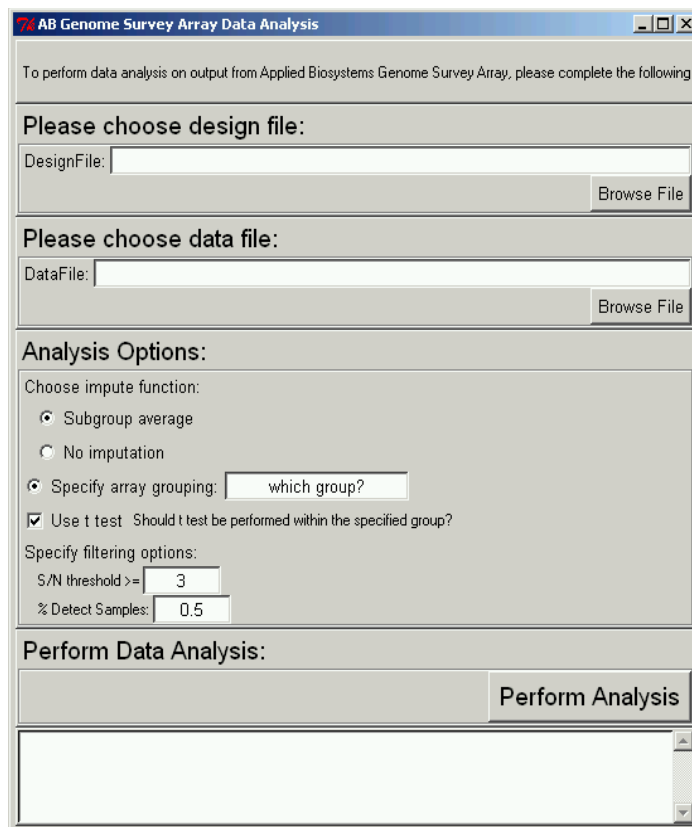 AB Genome Survey Array Data Analysis
To perform data analysis on output from Applied Biosystems Genome Survey Array, please complete the following
Please choose design file:
DesignFile:
Browse File
Please choose data file:
DataFile:
Browse File
Analysis Options:
Choose impute function:
Subgroup average
No imputation
Specify array grouping: which group?
Use t test Should t test be performed within the specified group?
Specify filtering options:
S/N threshold >= 3
% Detect Samples: 0.5
Perform Data Analysis:
Perform Analysis